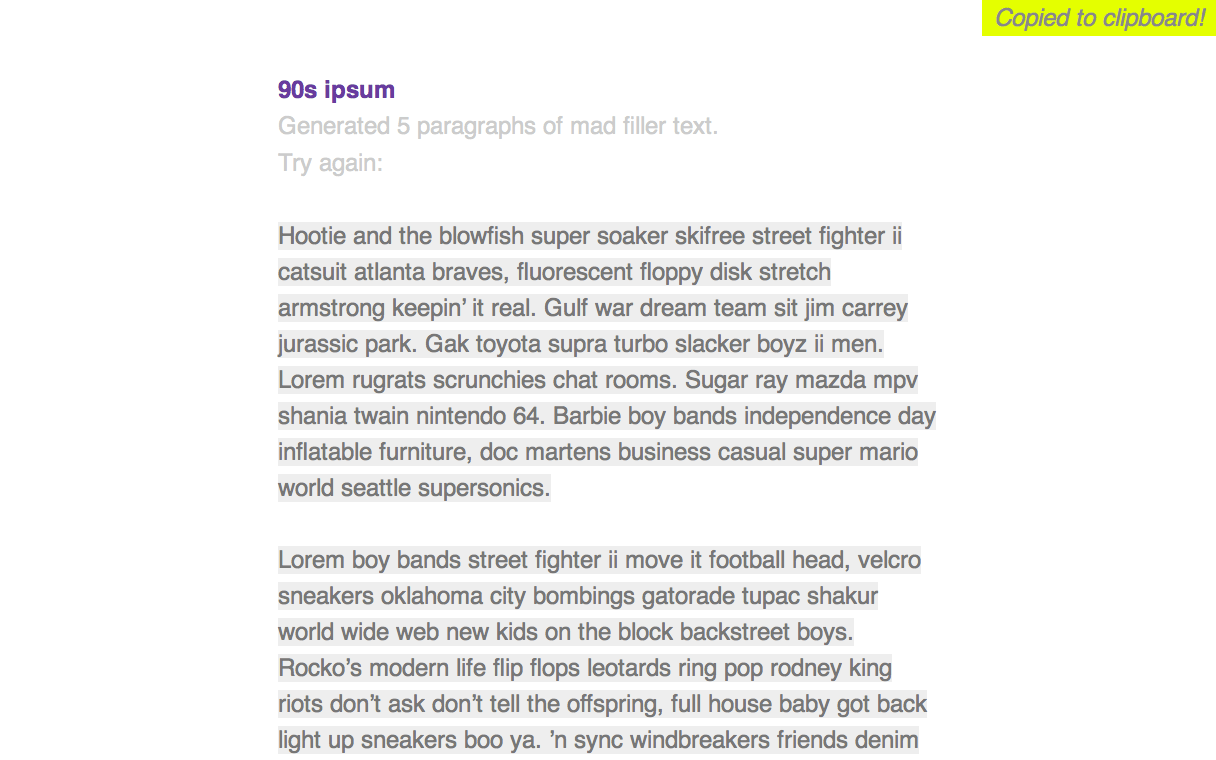 Copied to clipboard!
90s ipsum
Generated 5 paragraphs of mad filler text.
Try again:
Hootie and the blowfish super soaker skifree street fighter ii
catsuit atlanta braves, fluorescent floppy disk stretch
armstrong keepin’ it real. Gulf war dream team sit jim carrey
jurassic park. Gak toyota supra turbo slacker boyz ii men.
Lorem rugrats scrunchies chat rooms. Sugar ray mazda mpv
shania twain nintendo 64. Barbie boy bands independence day
inflatable furniture, doc martens business casual super mario
world seattle supersonics.
Lorem boy bands street fighter ii move it football head, velcro
sneakers oklahoma city bombings gatorade tupac shakur
world wide web new kids on the block backstreet boys.
Rocko’s modern life flip flops leotards ring pop rodney king
riots don’t ask don’t tell the offspring, full house baby got back
light up sneakers boo ya. ’n sync windbreakers friends denim